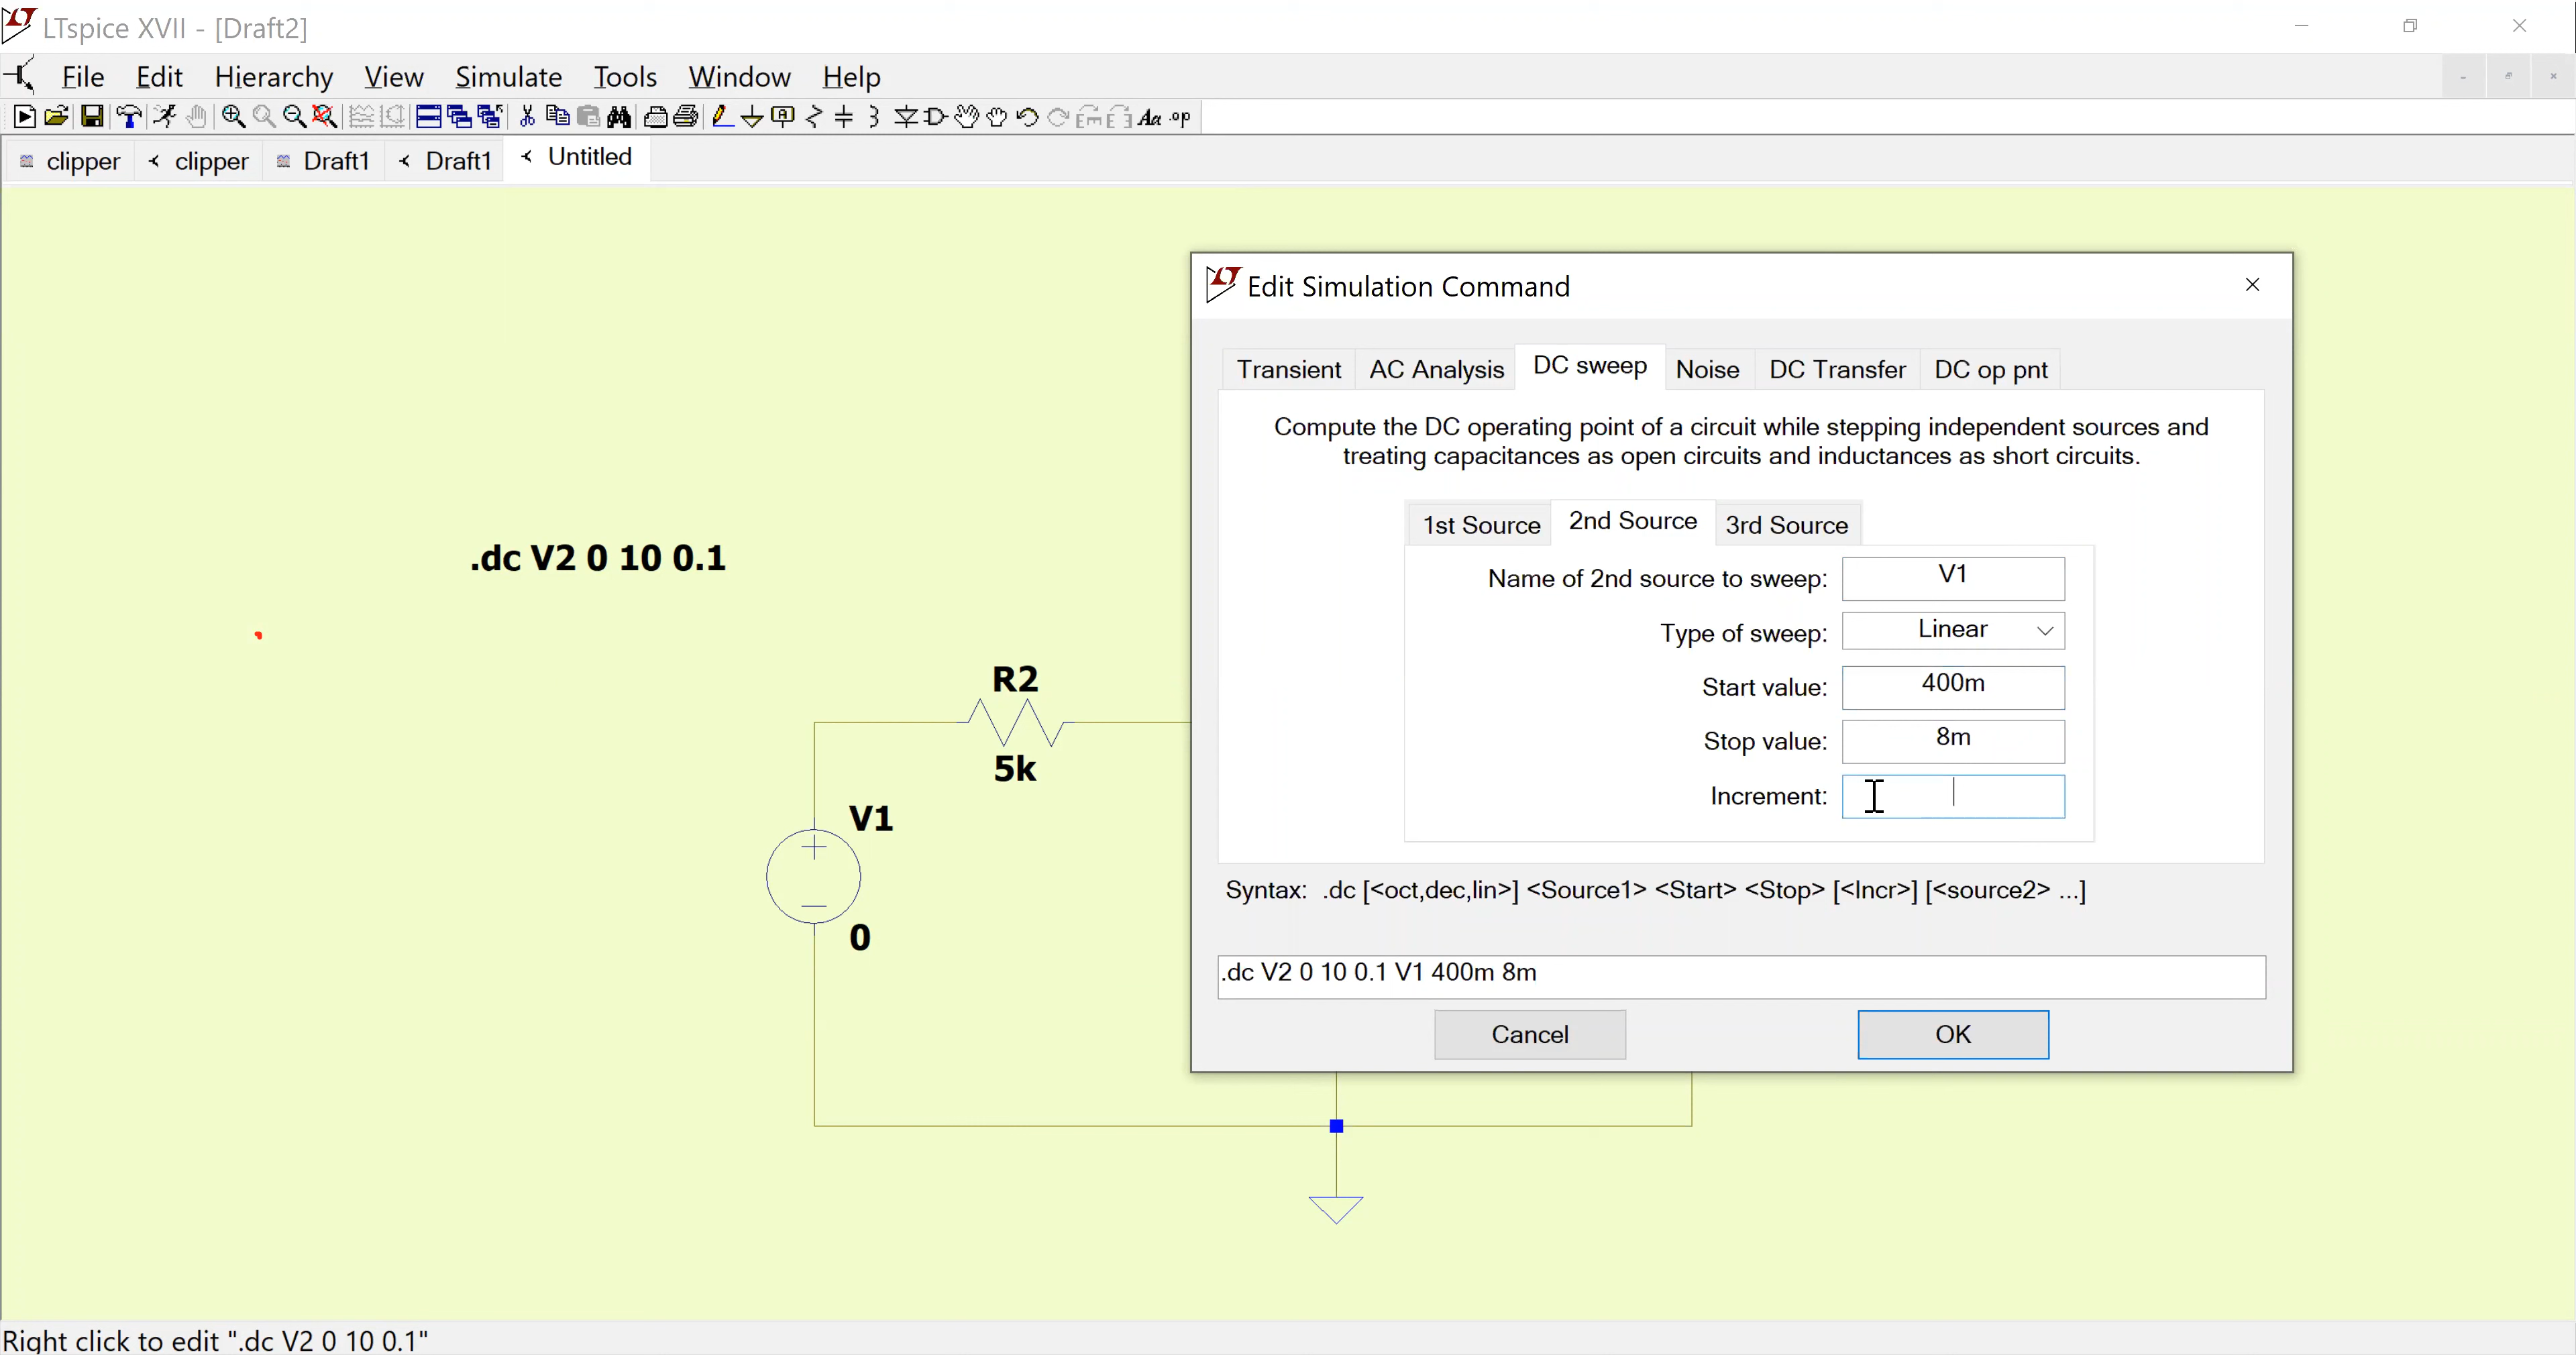 LTspice XVII - [Draft2]
File Edit Hierarchy View Simulate Tools Window Help
clipper clipper Draft1 Draft1 Untitled
.dc V2 0 10 0.1
R2
5k
V1
0
Edit Simulation Command
Transient AC Analysis DC sweep Noise DC Transfer DC op pnt
Compute the DC operating point of a circuit while stepping independent sources and
treating capacitances as open circuits and inductances as short circuits.
1st Source 2nd Source 3rd Source
Name of 2nd source to sweep: V1
Type of sweep: Linear
Start value: 400m
Stop value: 8m
Increment:
Syntax: .dc [<oct,dec,lin>] <Source1> <Start> <Stop> [<Incr>] [<source2> ...]
.dc V2 0 10 0.1 V1 400m 8m
Cancel OK
Right click to edit ".dc V2 0 10 0.1"